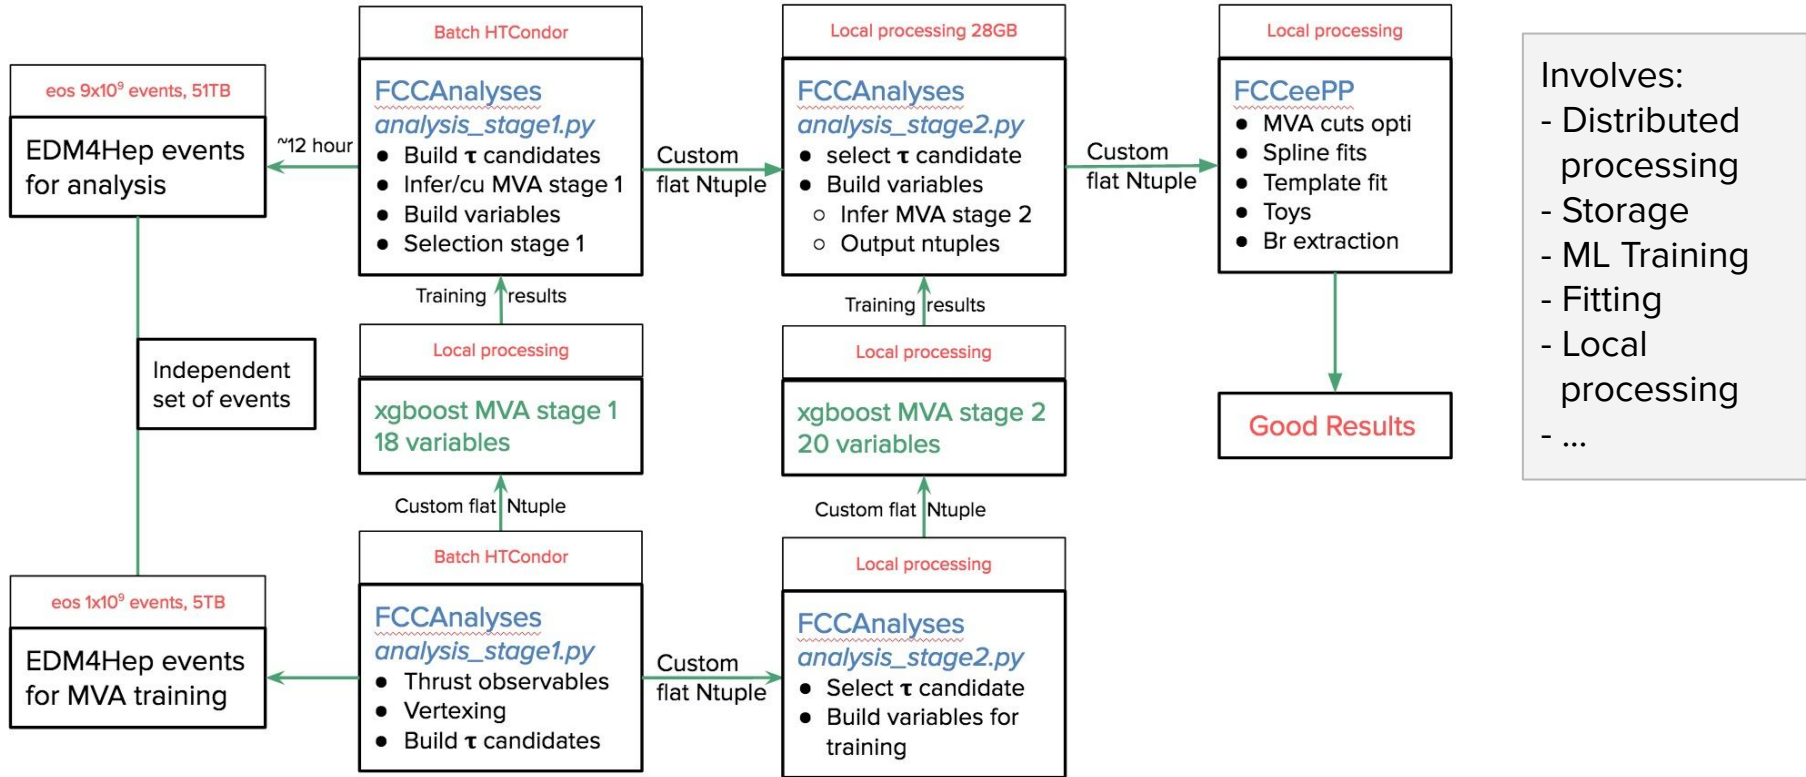 Batch HTCondor
Local processing 28GB
Local processing
eos 9x10⁹ events, 51TB
EDM4Hep events
for analysis
~12 hour
FCCAnalyses
analysis_stage1.py
● Build τ candidates
● Infer/cu MVA stage 1
● Build variables
● Selection stage 1
Custom
flat Ntuple
FCCAnalyses
analysis_stage2.py
● select τ candidate
● Build variables
○ Infer MVA stage 2
○ Output ntuples
Custom
flat Ntuple
FCCeePP
● MVA cuts opti
● Spline fits
● Template fit
● Toys
● Br extraction
Involves:
- Distributed
processing
- Storage
- ML Training
- Fitting
- Local
processing
- ...
Training results
Training results
Independent
set of events
Local processing
xgboost MVA stage 1
18 variables
Local processing
xgboost MVA stage 2
20 variables
Good Results
Custom flat Ntuple
Custom flat Ntuple
eos 1x10⁹ events, 5TB
EDM4Hep events
for MVA training
Batch HTCondor
FCCAnalyses
analysis_stage1.py
● Thrust observables
● Vertexing
● Build τ candidates
Custom
flat Ntuple
Local processing
FCCAnalyses
analysis_stage2.py
● Select τ candidate
● Build variables for
training